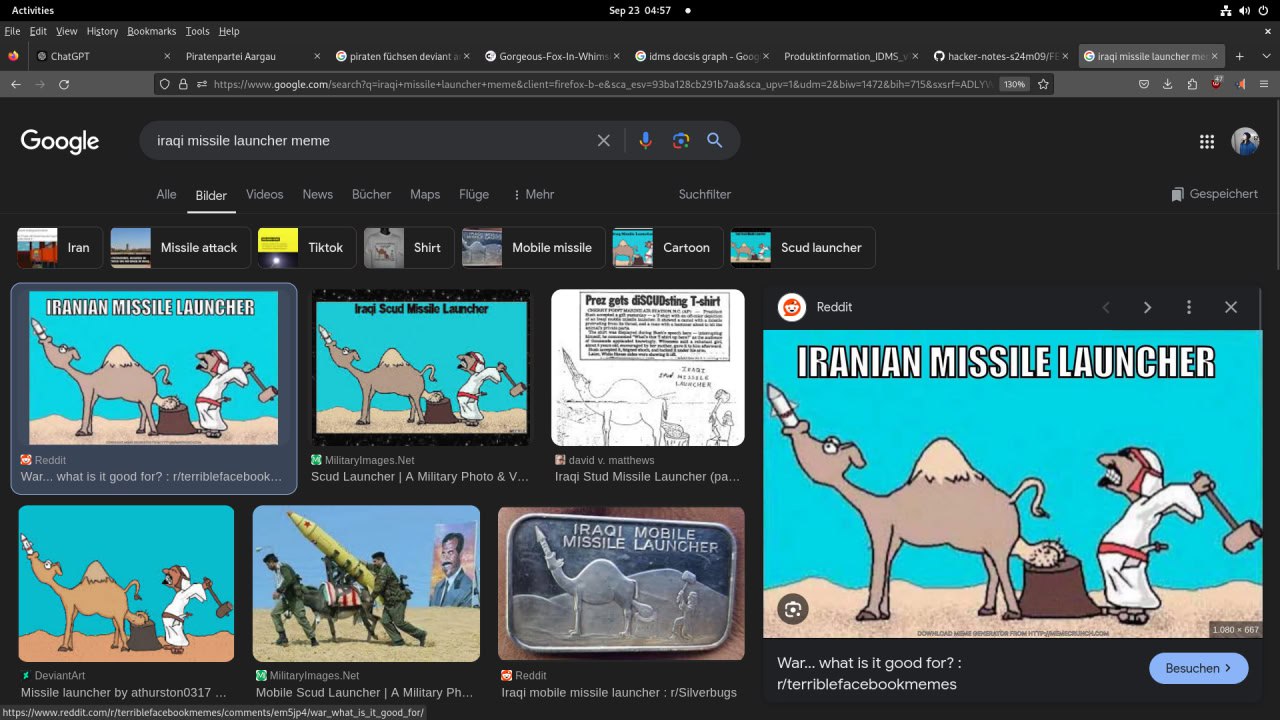 Activities
Sep 23 04:57
File Edit View History Bookmarks Tools Help
ChatGPT
Piratenpartei Aargau
piraten füchsen deviant a
Gorgeous-Fox-In-Whims
idms docsis graph - Goog
Produktinformation_IDMS_v
hacker-notes-s24m09/FE
iraqi missile launcher me
https://www.google.com/search?q=iraqi+missile+launcher+meme&client=firefox-b-e&sca_esv=93ba128cb291b7aa&sca_upv=1&udm=2&biw=1472&bih=715&sxsrf=ADLYW
130%
47
Google
iraqi missile launcher meme
Alle Bilder Videos News Bücher Maps Flüge Mehr Suchfilter
Gespeichert
Iran
Missile attack
Tiktok
Shirt
Mobile missile
Cartoon
Scud launcher
IRANIAN MISSILE LAUNCHER
Reddit
War... what is it good for? : r/terriblefacebook...
Iraqi Scud Missile Launcher
MilitaryImages.Net
Scud Launcher | A Military Photo & V...
Prez gets diSCUDsting T-shirt
IRAQI
MISSILE
LAUNCHER
david v. matthews
Iraqi Stud Missile Launcher (pa...
DeviantArt
Missile launcher by athurston0317 ...
MilitaryImages.Net
Mobile Scud Launcher | A Military Ph...
IRAQI MOBILE
MISSILE LAUNCHER
Reddit
Iraqi mobile missile launcher : r/Silverbugs
Reddit
IRANIAN MISSILE LAUNCHER
DOWNLOAD MEME GENERATOR FROM HTTP://MEMECRUNCH.COM
1.080 × 667
War... what is it good for? :
r/terriblefacebookmemes
Besuchen
https://www.reddit.com/r/terriblefacebookmemes/comments/em5jp4/war_what_is_it_good_for/